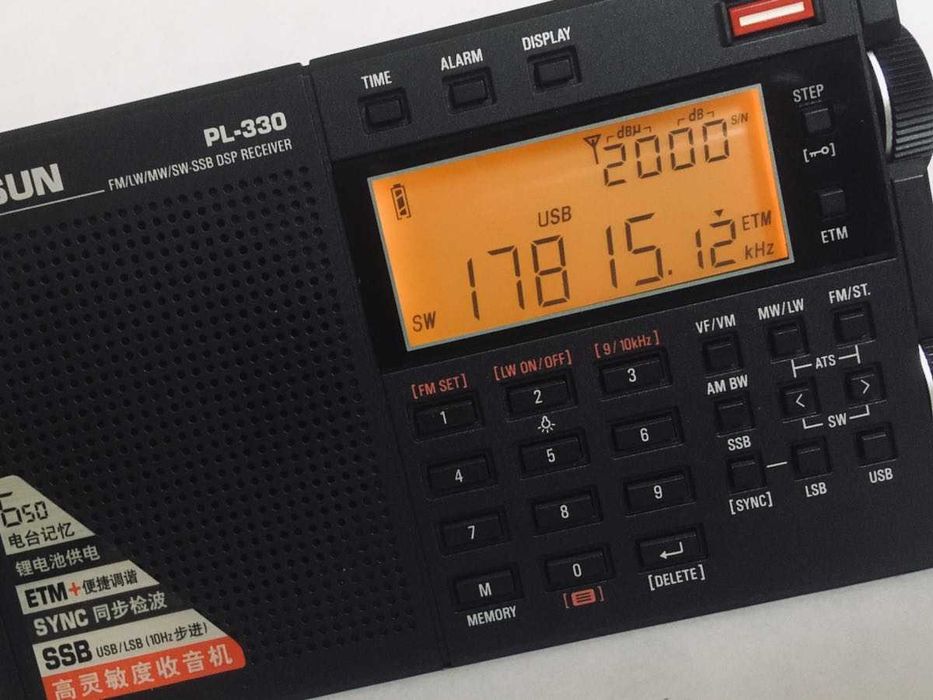 TIME ALARM DISPLAY
PL-330
SUN FM/LW/MW/SW-SSB DSP RECEIVER
STEP
ETM
dBμ dB S/N
2000
USB
ETM
SW 17815.12 kHz
VF/VM MW/LW FM/ST.
[FM SET] [LW ON/OFF] [9/10kHz]
1 2 3
ATS
AM BW < >
SW
4 5 6
SSB
[SYNC] LSB USB
7 8 9
M 0
MEMORY [DELETE]
650
电台记忆
锂电池供电
ETM+便捷调谐
SYNC 同步检波
SSB USB/LSB (10Hz步进)
高灵敏度收音机